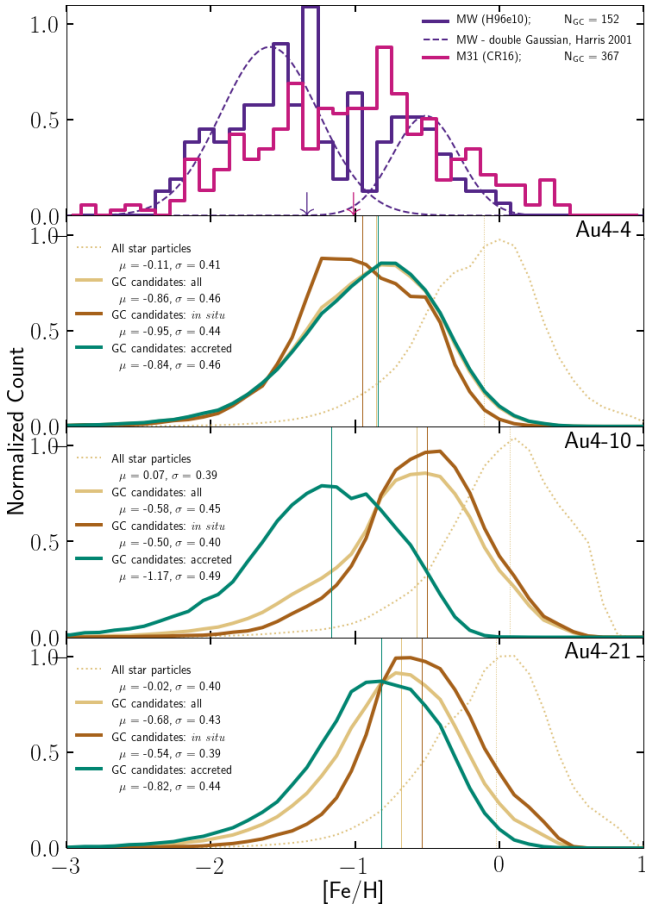 1.0
0.5
0.0
MW (H96e10); N_GC = 152
MW - double Gaussian, Harris 2001
M31 (CR16); N_GC = 367
Normalized Count
Au4-4
1.0
0.5
0.0
All star particles
μ = -0.11, σ = 0.41
GC candidates: all
μ = -0.86, σ = 0.46
GC candidates: in situ
μ = -0.95, σ = 0.44
GC candidates: accreted
μ = -0.84, σ = 0.46
Au4-10
1.0
0.5
0.0
All star particles
μ = 0.07, σ = 0.39
GC candidates: all
μ = -0.58, σ = 0.45
GC candidates: in situ
μ = -0.50, σ = 0.40
GC candidates: accreted
μ = -1.17, σ = 0.49
Au4-21
1.0
0.5
0.0
All star particles
μ = -0.02, σ = 0.40
GC candidates: all
μ = -0.68, σ = 0.43
GC candidates: in situ
μ = -0.54, σ = 0.39
GC candidates: accreted
μ = -0.82, σ = 0.44
−3 −2 −1 0 1
[Fe/H]